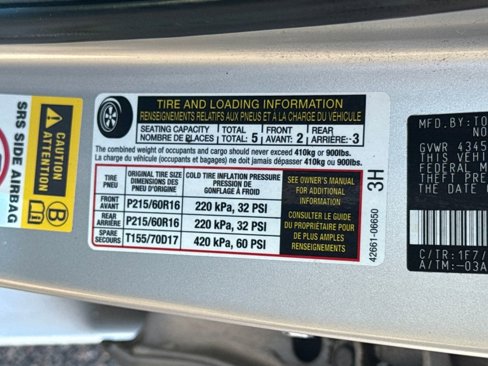 SRS SIDE AIRBAG
CAUTION
ATTENTION
B
TIRE AND LOADING INFORMATION
RENSEIGNEMENTS RELATIFS AUX PNEUS ET A LA CHARGE DU VÉHICULE
SEATING CAPACITY TOTAL 5 FRONT 2 REAR 3
NOMBRE DE PLACES TOTAL: AVANT: ARRIÈRE:
The combined weight of occupants and cargo should never exceed 410kg or 900lbs.
La charge du véhicule (occupants et bagages) ne doit jamais dépasser 410kg ou 900lbs.
TIRE
PNEU
ORIGINAL TIRE SIZE
DIMENSIONS DES
PNEU D'ORIGINE
COLD TIRE INFLATION PRESSURE
PRESSION DE
GONFLAGE À FROID
FRONT
AVANT
P215/60R16
220 kPa, 32 PSI
REAR
ARRIÈRE
P215/60R16
220 kPa, 32 PSI
SPARE
SECOURS
T155/70D17
420 kPa, 60 PSI
SEE OWNER'S MANUAL
FOR ADDITIONAL
INFORMATION
CONSULTER LE GUIDE
DU PROPRIÉTAIRE POUR
DE PLUS AMPLES
RENSEIGNEMENTS
3H
42661-06650
MFD.BY:TO
NO
GVWR 4345
THIS VEHI
FEDERAL M
THEFT PRE
THE DATE
C/TR:1F7/
A/TM:-03A